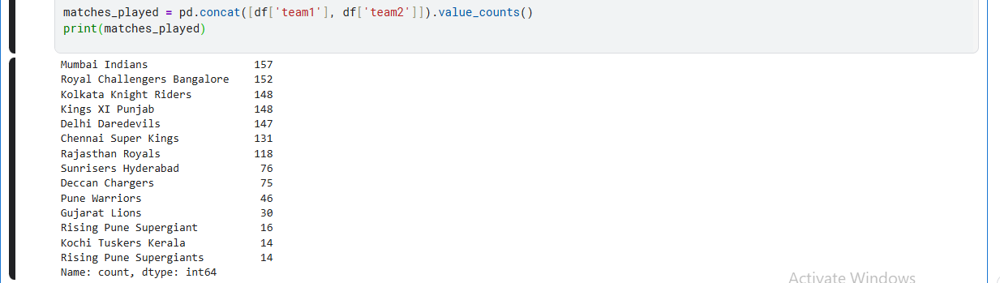 matches_played = pd.concat([df['team1'], df['team2']]).value_counts()
print(matches_played)
Mumbai Indians 157
Royal Challengers Bangalore 152
Kolkata Knight Riders 148
Kings XI Punjab 148
Delhi Daredevils 147
Chennai Super Kings 131
Rajasthan Royals 118
Sunrisers Hyderabad 76
Deccan Chargers 75
Pune Warriors 46
Gujarat Lions 30
Rising Pune Supergiant 16
Kochi Tuskers Kerala 14
Rising Pune Supergiants 14
Name: count, dtype: int64
Activate Windows